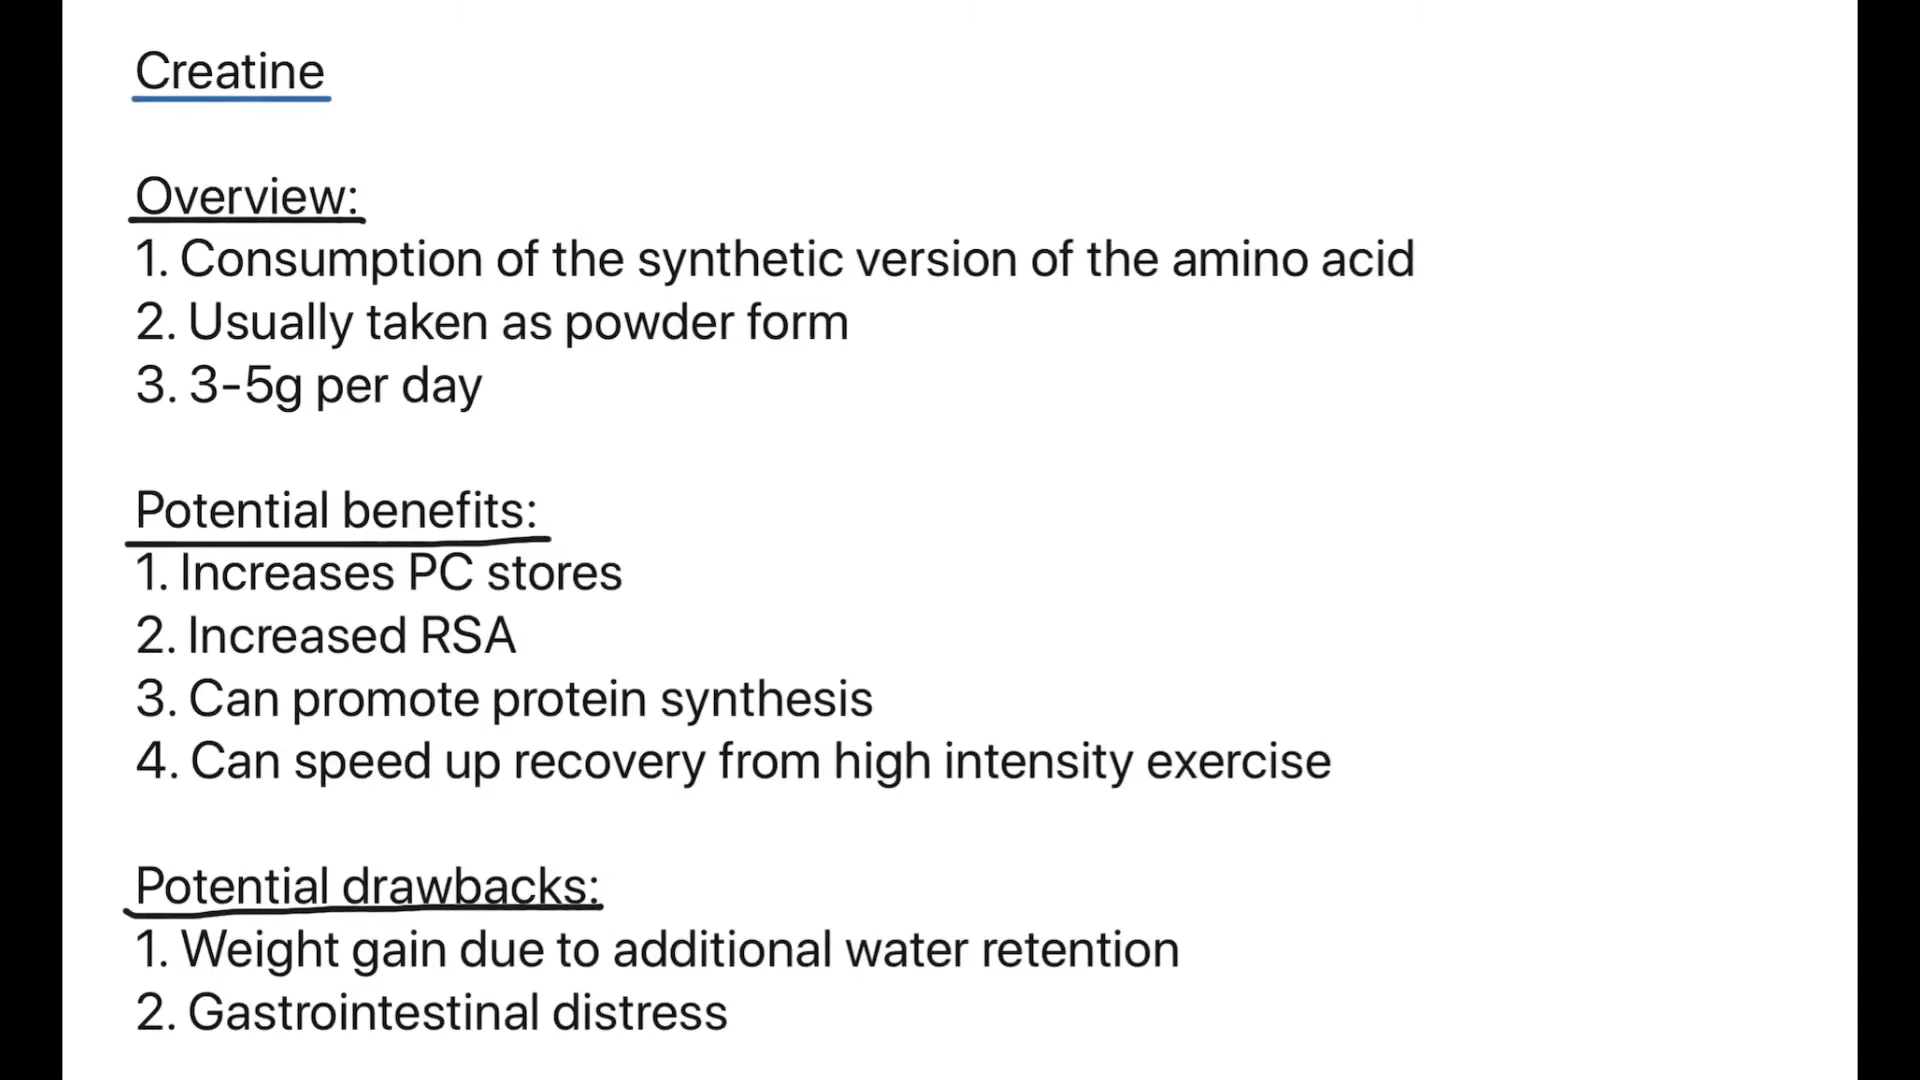 Creatine
Overview:
1. Consumption of the synthetic version of the amino acid
2. Usually taken as powder form
3. 3-5g per day
Potential benefits:
1. Increases PC stores
2. Increased RSA
3. Can promote protein synthesis
4. Can speed up recovery from high intensity exercise
Potential drawbacks:
1. Weight gain due to additional water retention
2. Gastrointestinal distress